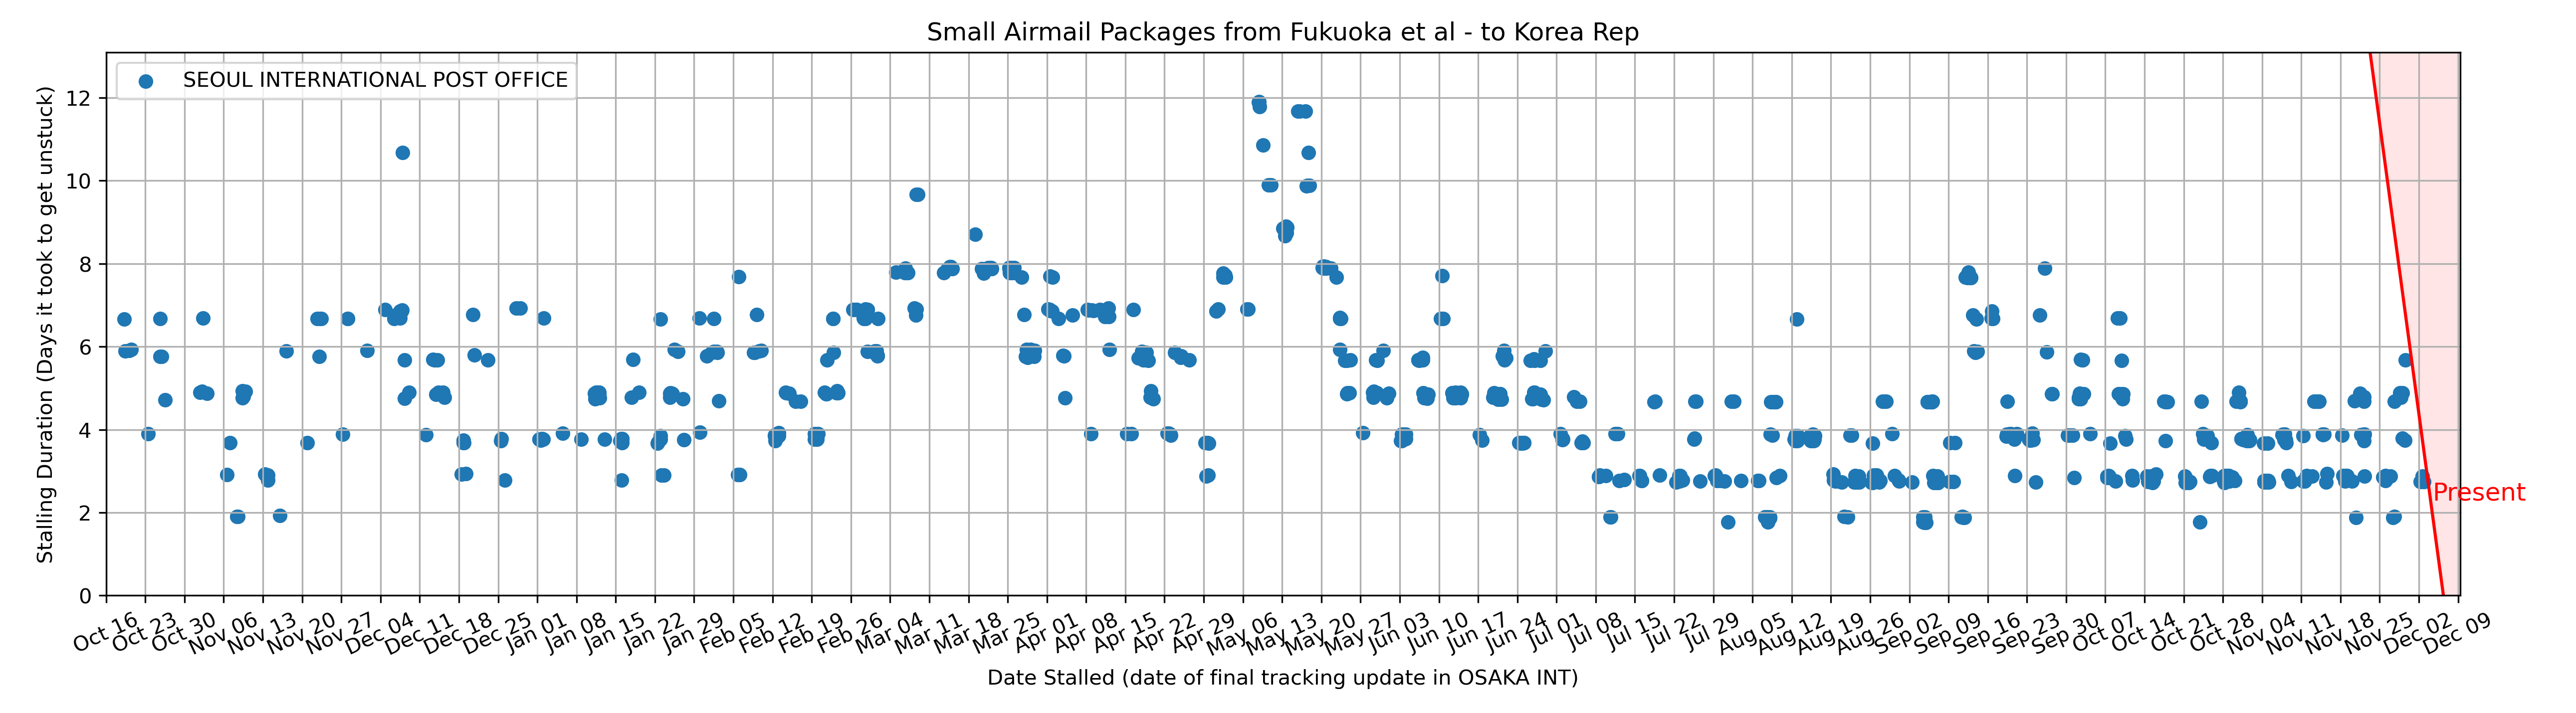 Small Airmail Packages from Fukuoka et al - to Korea Rep
SEOUL INTERNATIONAL POST OFFICE
Stalling Duration (Days it took to get unstuck)
12
10
8
6
4
2
0
Present
Oct 16 Oct 23 Oct 30 Nov 06 Nov 13 Nov 20 Nov 27 Dec 04 Dec 11 Dec 18 Dec 25 Jan 01 Jan 08 Jan 15 Jan 22 Jan 29 Feb 05 Feb 12 Feb 19 Feb 26 Mar 04 Mar 11 Mar 18 Mar 25 Apr 01 Apr 08 Apr 15 Apr 22 Apr 29 May 06 May 13 May 20 May 27 Jun 03 Jun 10 Jun 17 Jun 24 Jul 01 Jul 08 Jul 15 Jul 22 Jul 29 Aug 05 Aug 12 Aug 19 Aug 26 Sep 02 Sep 09 Sep 16 Sep 23 Sep 30 Oct 07 Oct 14 Oct 21 Oct 28 Nov 04 Nov 11 Nov 18 Nov 25 Dec 02 Dec 09
Date Stalled (date of final tracking update in OSAKA INT)